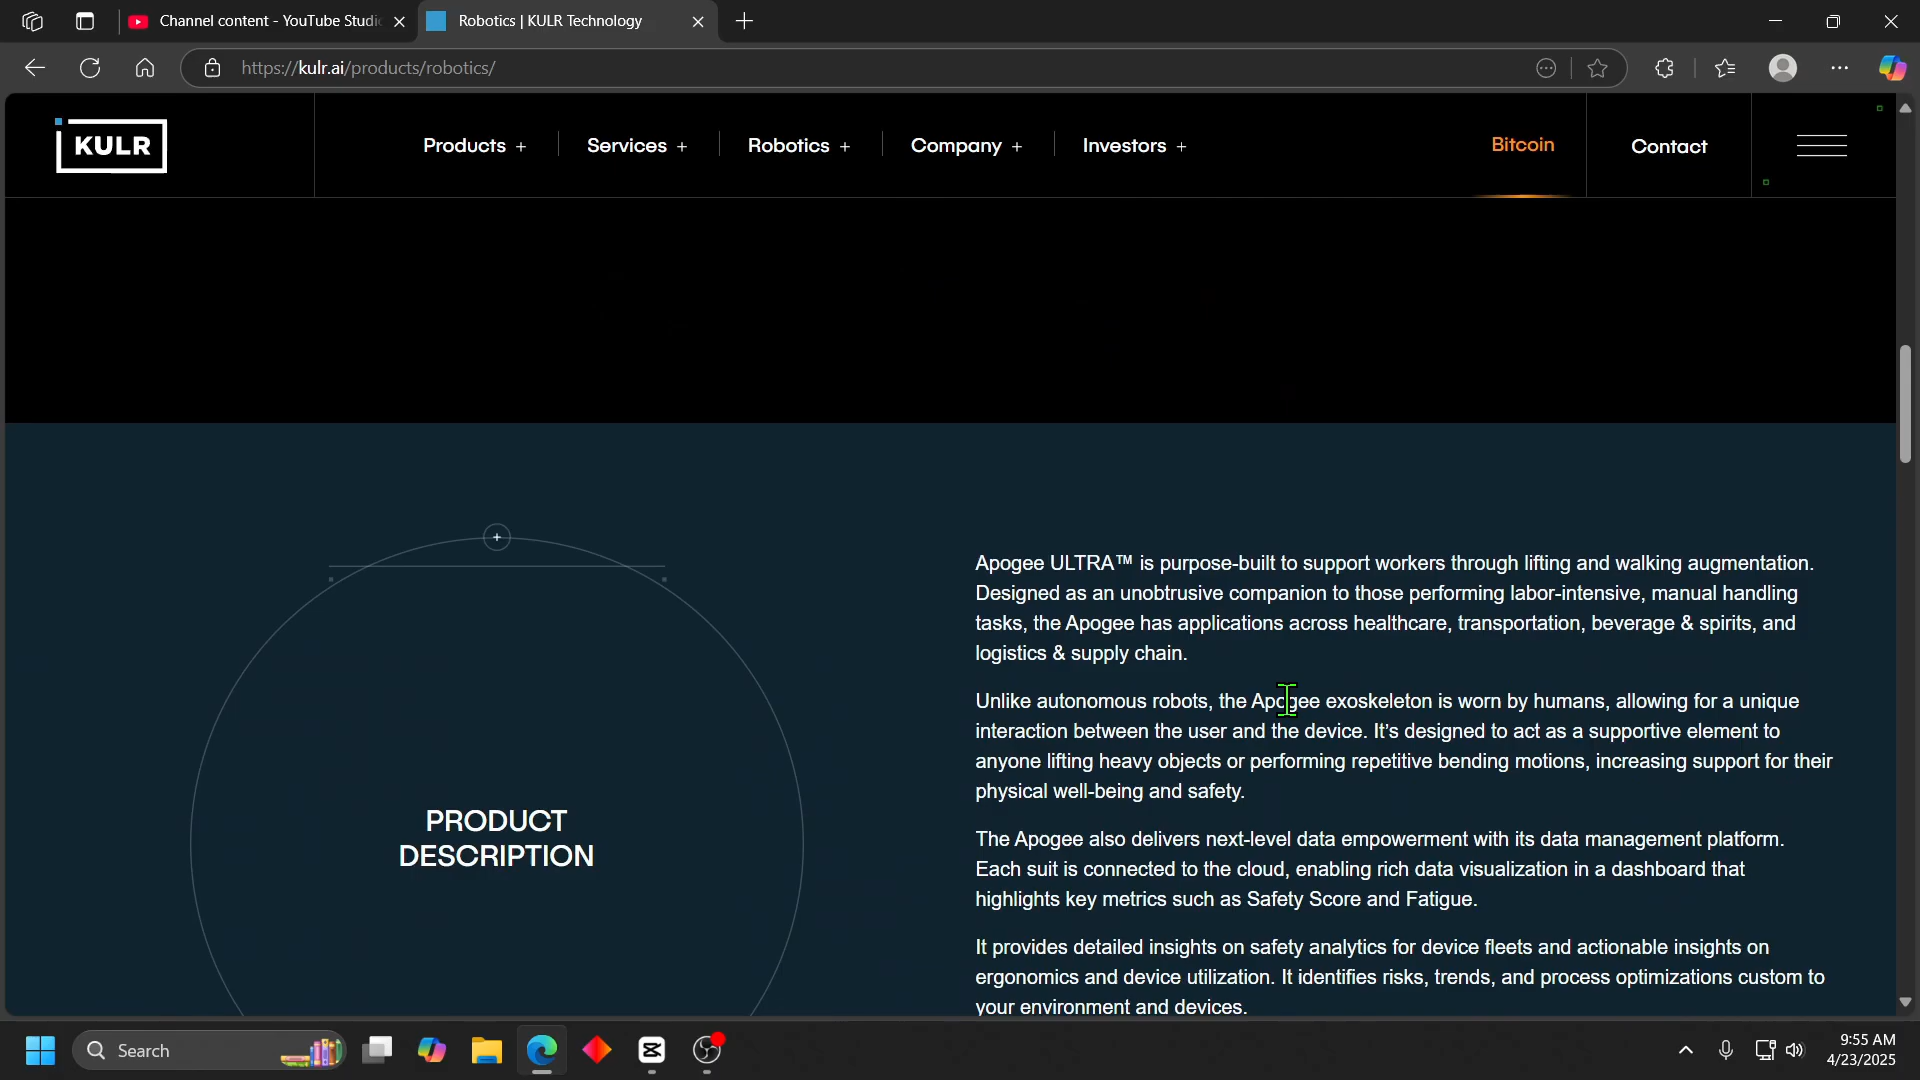 Channel content - YouTube Studi
Robotics | KULR Technology
https://kulr.ai/products/robotics/
KULR
Products +
Services +
Robotics +
Company +
Investors +
Bitcoin
Contact
PRODUCT
DESCRIPTION
Apogee ULTRA™ is purpose-built to support workers through lifting and walking augmentation.
Designed as an unobtrusive companion to those performing labor-intensive, manual handling
tasks, the Apogee has applications across healthcare, transportation, beverage & spirits, and
logistics & supply chain.
Unlike autonomous robots, the Apogee exoskeleton is worn by humans, allowing for a unique
interaction between the user and the device. It's designed to act as a supportive element to
anyone lifting heavy objects or performing repetitive bending motions, increasing support for their
physical well-being and safety.
The Apogee also delivers next-level data empowerment with its data management platform.
Each suit is connected to the cloud, enabling rich data visualization in a dashboard that
highlights key metrics such as Safety Score and Fatigue.
It provides detailed insights on safety analytics for device fleets and actionable insights on
ergonomics and device utilization. It identifies risks, trends, and process optimizations custom to
your environment and devices.
Search
9:55 AM
4/23/2025